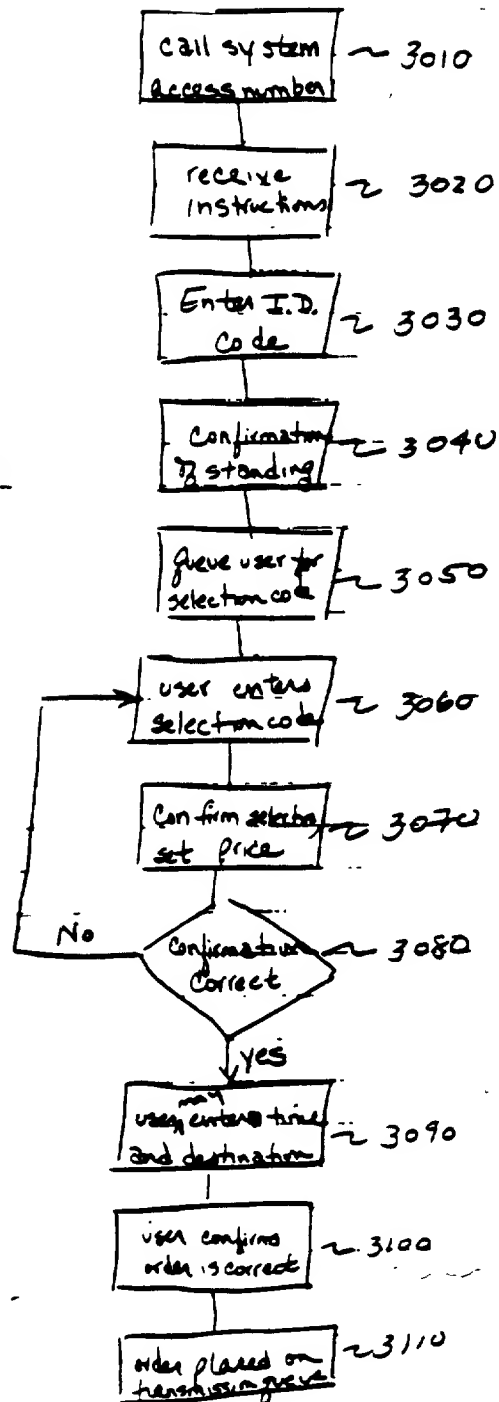 call system
access number
~ 3010
receive
instructions
~ 3020
Enter I.D.
Code
~ 3030
Confirmation
of standing
~ 3040
Queue user for
selection code
~ 3050
user enters
selection code
~ 3060
Confirm selection
set price
~ 3070
Confirmation
Correct
~ 3080
No
yes
may
user enters time
and destination
~ 3090
user confirms
order is correct
~ 3100
order placed on
transmission queue
~ 3110